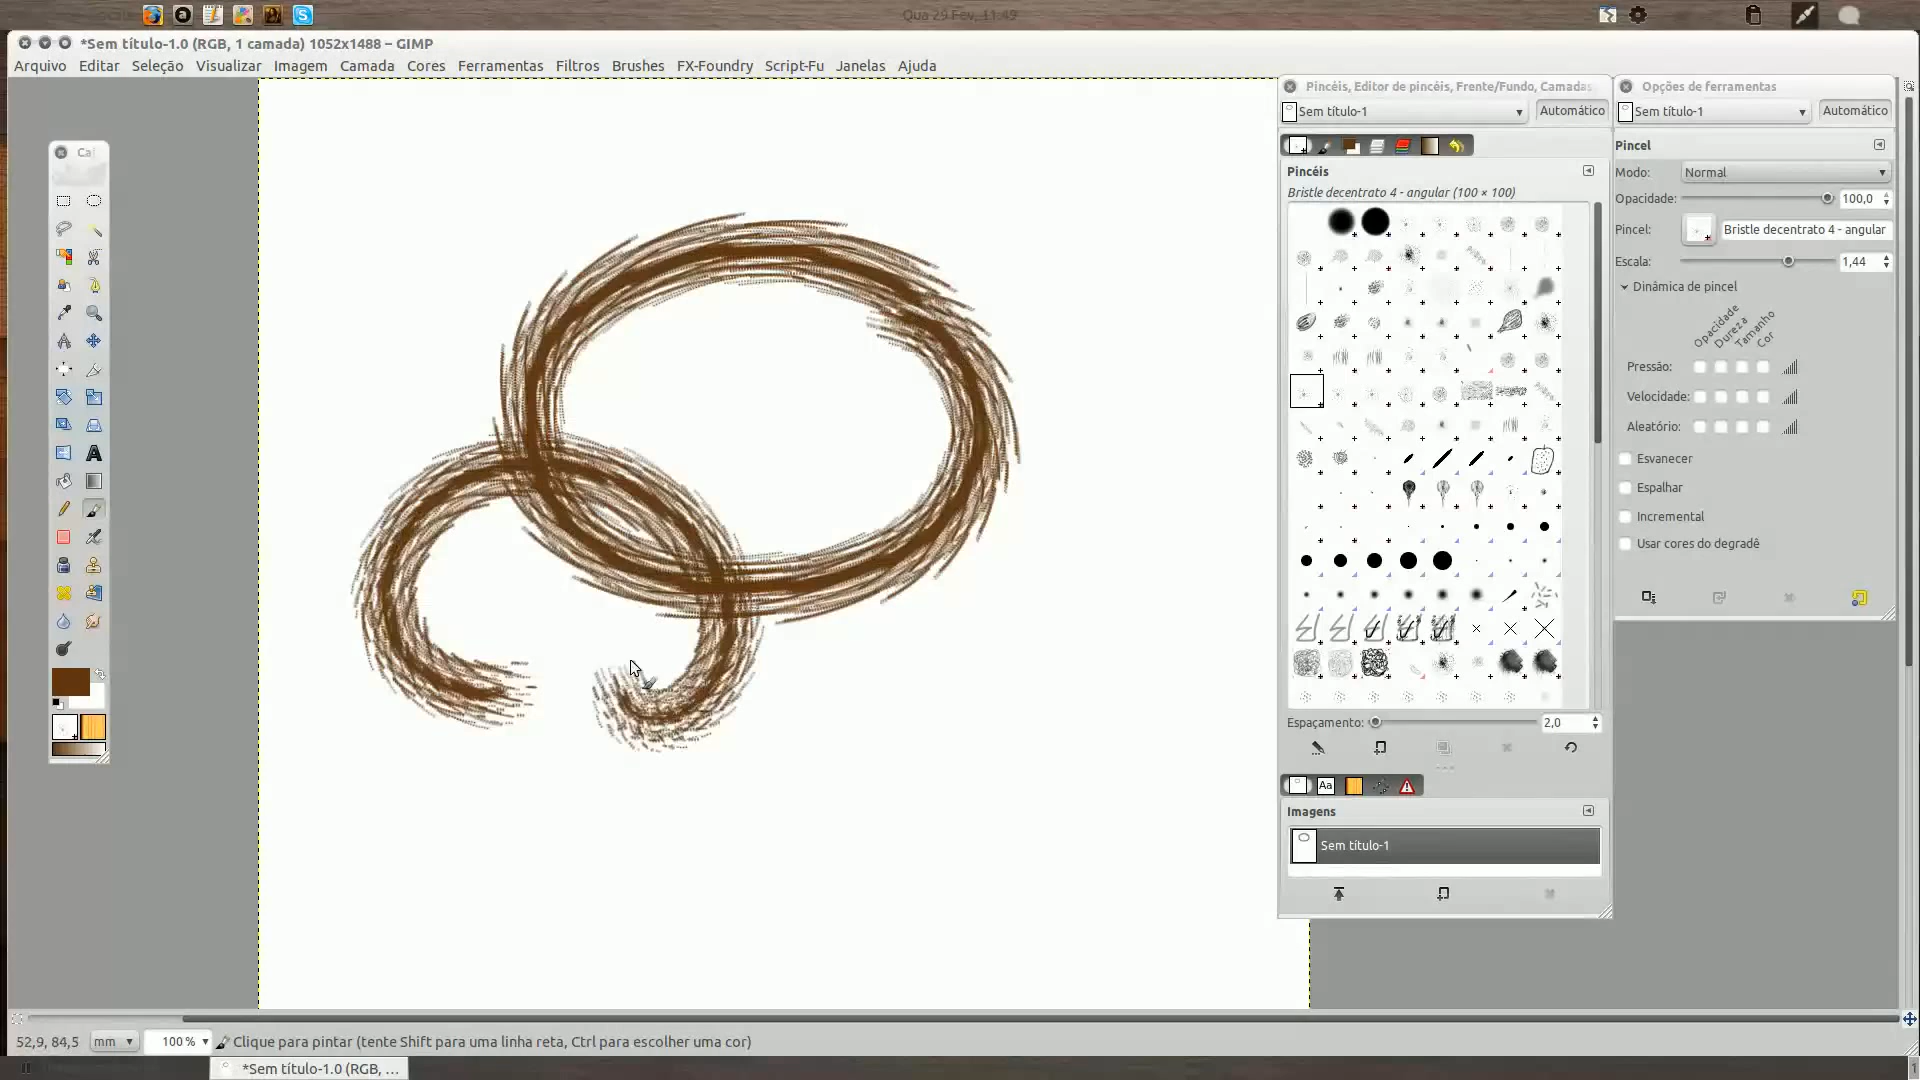 Qua 29 Fev, 11:49
*Sem título-1.0 (RGB, 1 camada) 1052x1488 – GIMP
Arquivo Editar Seleção Visualizar Imagem Camada Cores Ferramentas Filtros Brushes FX-Foundry Script-Fu Janelas Ajuda
Ca
Pincéis, Editor de pincéis, Frente/Fundo, Camadas
Sem título-1 Automático
Pincéis
Bristle decentrato 4 - angular (100 × 100)
Espaçamento: 2,0
Aa
Imagens
Sem título-1
Opções de ferramentas
Sem título-1 Automático
Pincel
Modo: Normal
Opacidade: 100,0
Pincel: Bristle decentrato 4 - angular
Escala: 1,44
Dinâmica de pincel
Opacidade
Dureza
Tamanho
Cor
Pressão:
Velocidade:
Aleatório:
Esvanecer
Espalhar
Incremental
Usar cores do degradê
52,9, 84,5 mm 100 % Clique para pintar (tente Shift para uma linha reta, Ctrl para escolher uma cor)
*Sem título-1.0 (RGB, ...
1